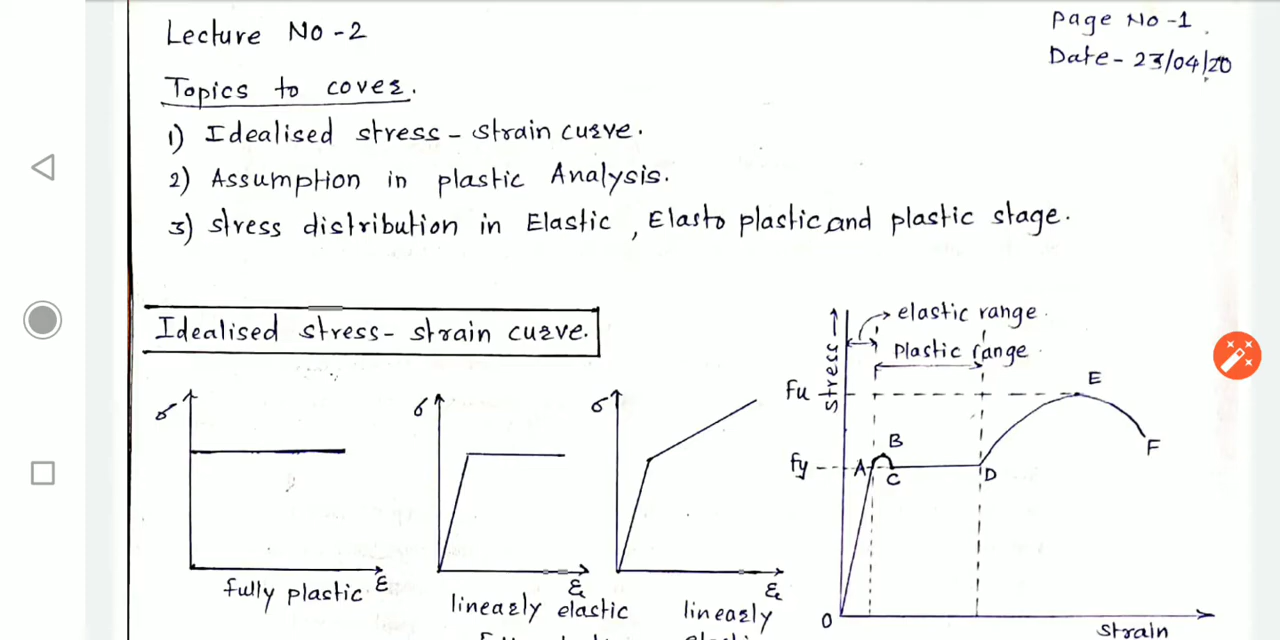 Lecture No -2
Page No -1
Date- 23/04/20
Topics to cover.
1) Idealised stress - strain curve.
2) Assumption in plastic Analysis.
3) stress distribution in Elastic, Elasto plastic and plastic stage.
Idealised stress- strain curve.
σ
ε
fully plastic
σ
ε
linearly elastic
σ
ε
linearly
elastic range.
Plastic range.
Stress
Fu
fy
A
B
C
D
E
F
0
strain